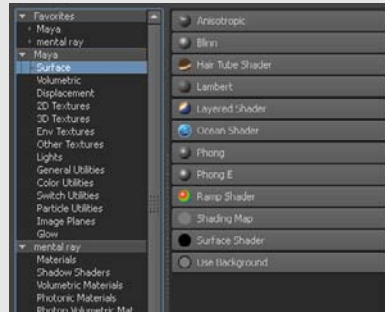 Favorites
Maya
mental ray
Maya
Surface
Volumetric
Displacement
2D Textures
3D Textures
Env Textures
Other Textures
Lights
General Utilities
Color Utilities
Switch Utilities
Particle Utilities
Image Planes
Glow
mental ray
Materials
Shadow Shaders
Volumetric Materials
Photonic Materials
Photon Volumetric Mat
Anisotropic
Blinn
Hair Tube Shader
Lambert
Layered Shader
Ocean Shader
Phong
Phong E
Ramp Shader
Shading Map
Surface Shader
Use Background